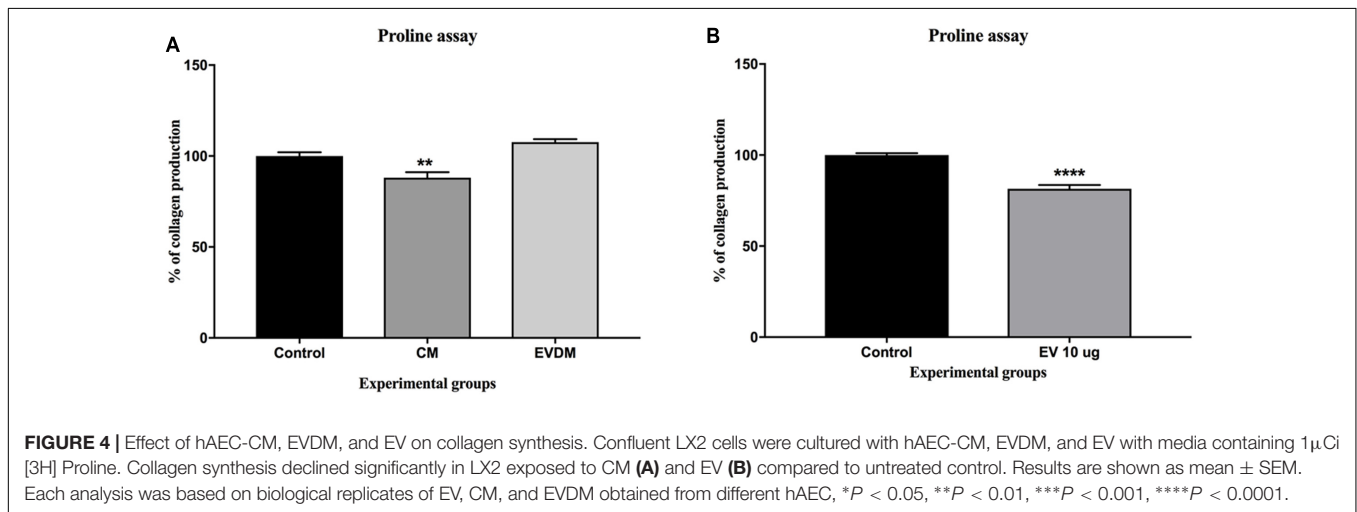 A
Proline assay
% of collagen production
150
100
50
0
**
Control
CM
EVDM
Experimental groups
B
Proline assay
% of collagen production
150
100
50
0
****
Control
EV 10 ug
Experimental groups
FIGURE 4 | Effect of hAEC-CM, EVDM, and EV on collagen synthesis. Confluent LX2 cells were cultured with hAEC-CM, EVDM, and EV with media containing 1μCi
[3H] Proline. Collagen synthesis declined significantly in LX2 exposed to CM (A) and EV (B) compared to untreated control. Results are shown as mean ± SEM.
Each analysis was based on biological replicates of EV, CM, and EVDM obtained from different hAEC, *P < 0.05, **P < 0.01, ***P < 0.001, ****P < 0.0001.